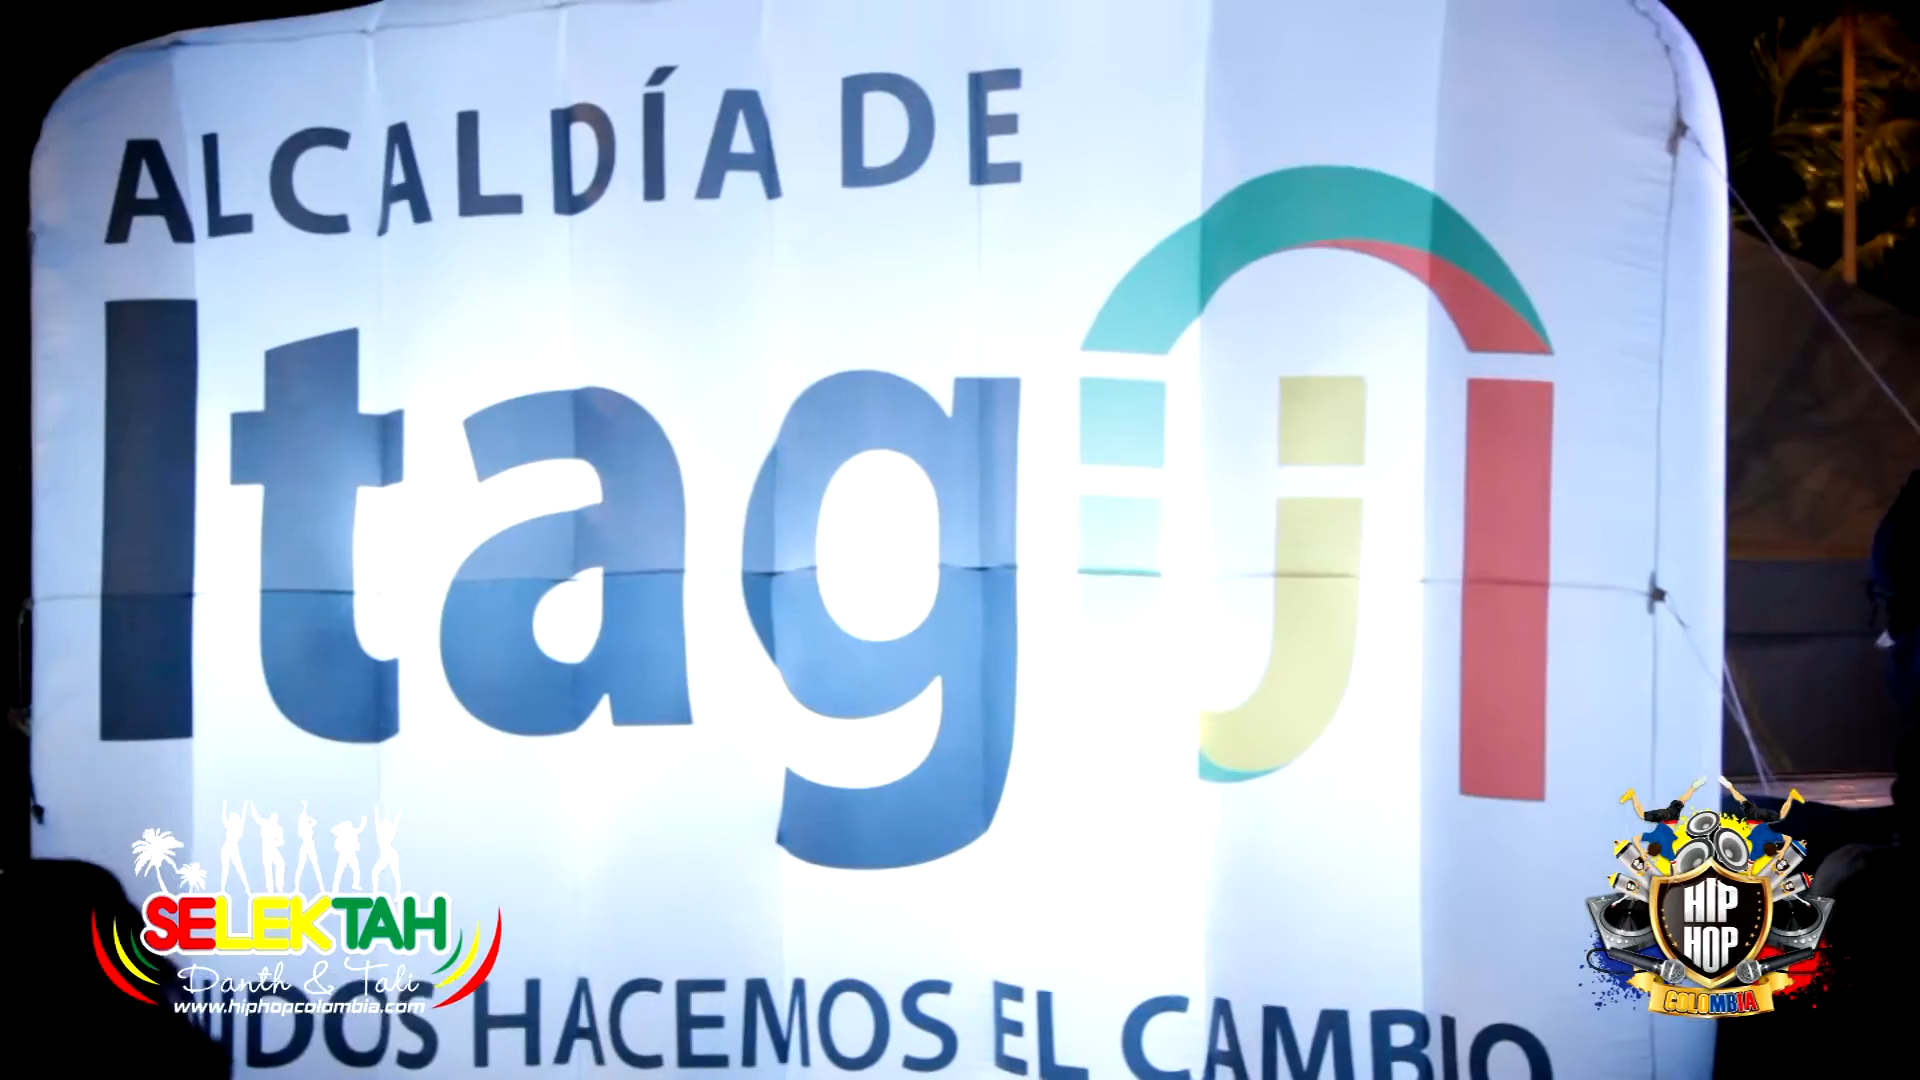 ALCALDÍA DE
Itagüí
SELEKTAH
Danth & Tali
www.hiphopcolombia.com
HACEMOS EL CAMBIO
HIP
HOP
COLOMBIA